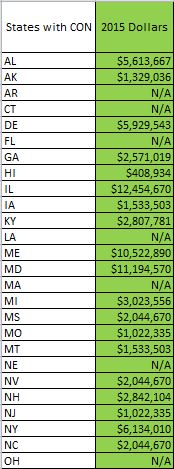 States with CON 2015 Dollars
AL $5,613,667
AK $1,329,036
AR N/A
CT N/A
DE $5,929,543
FL N/A
GA $2,571,019
HI $408,934
IL $12,454,670
IA $1,533,503
KY $2,807,781
LA N/A
ME $10,522,890
MD $11,194,570
MA N/A
MI $3,023,556
MS $2,044,670
MO $1,022,335
MT $1,533,503
NE N/A
NV $2,044,670
NH $2,842,104
NJ $1,022,335
NY $6,134,010
NC $2,044,670
OH N/A